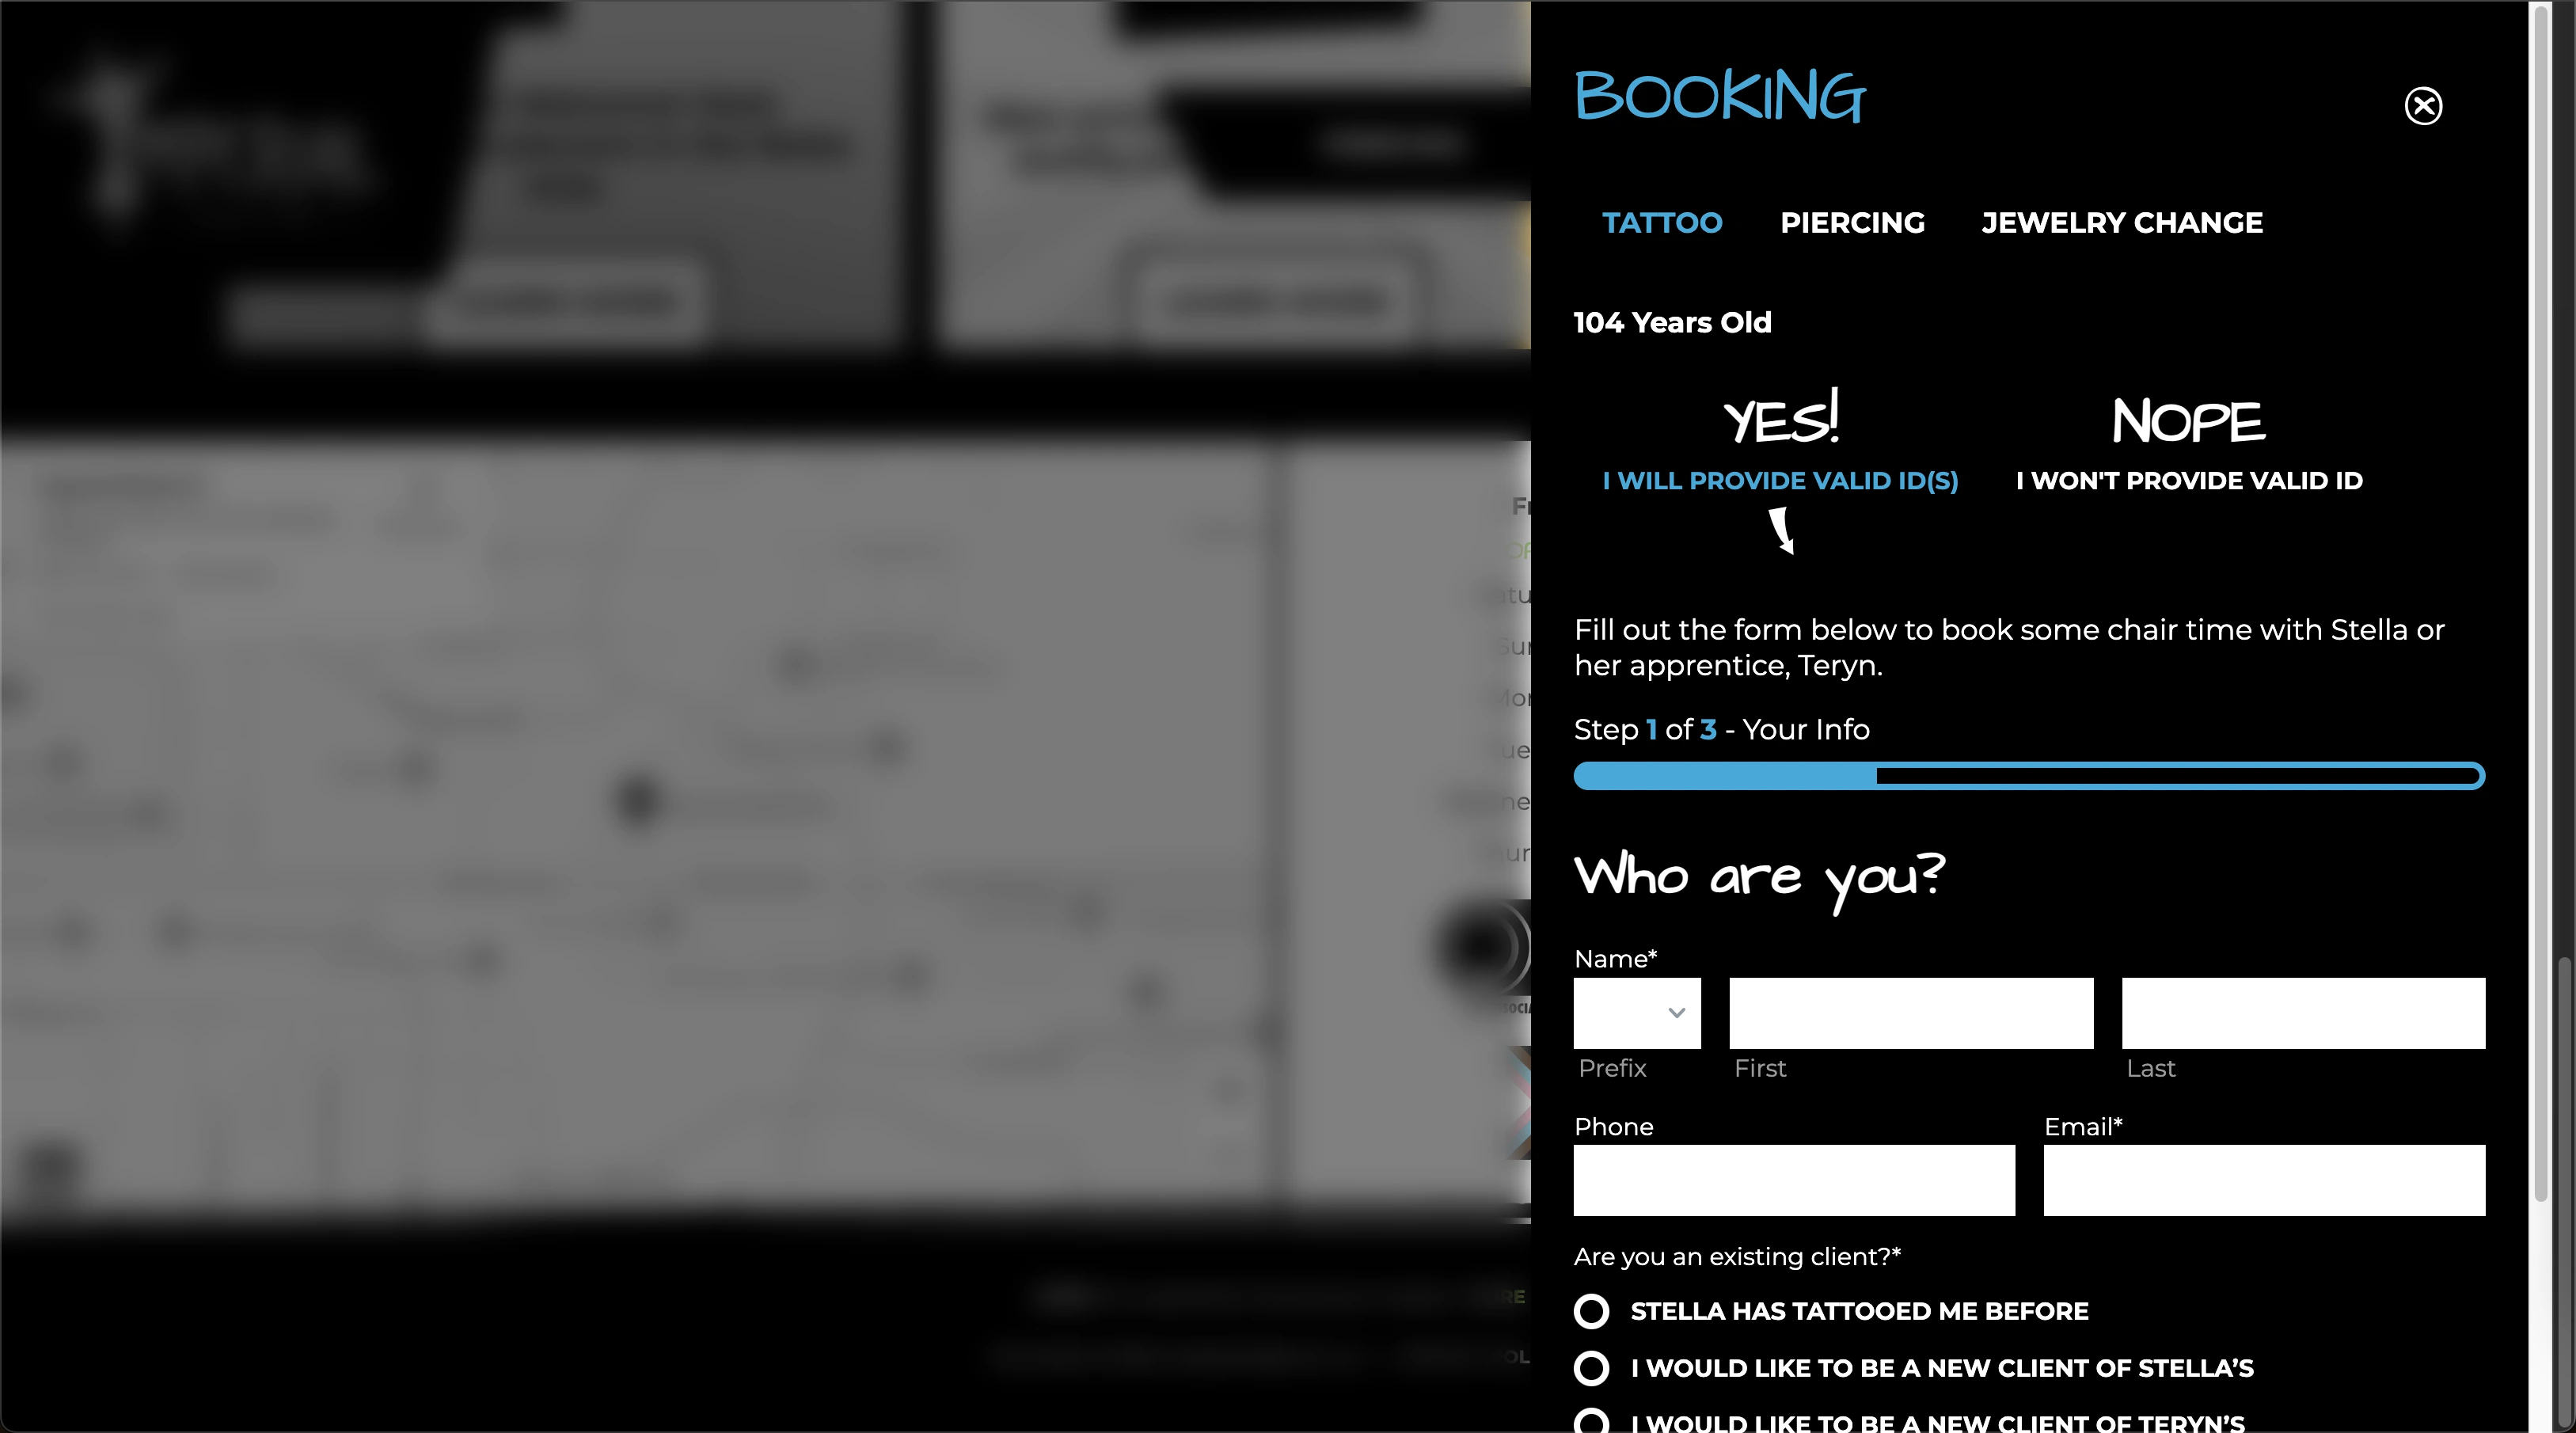 BOOKING
TATTOO PIERCING JEWELRY CHANGE
104 Years Old
YES! NOPE
I WILL PROVIDE VALID ID(S) I WON'T PROVIDE VALID ID
Fill out the form below to book some chair time with Stella or
her apprentice, Teryn.
Step 1 of 3 - Your Info
Who are you?
Name*
Prefix First Last
Phone Email*
Are you an existing client?*
STELLA HAS TATTOOED ME BEFORE
I WOULD LIKE TO BE A NEW CLIENT OF STELLA’S
I WOULD LIKE TO BE A NEW CLIENT OF TERYN’S